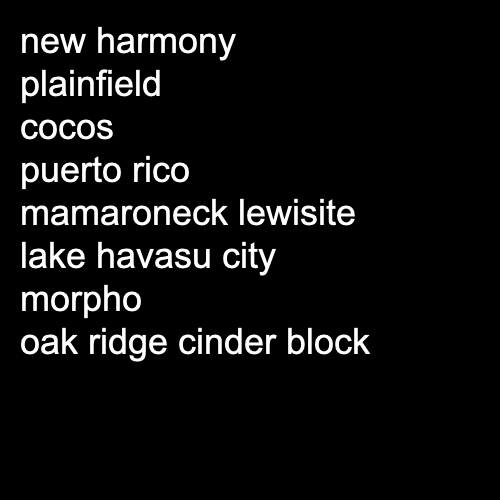 new harmony
plainfield
cocos
puerto rico
mamaroneck lewisite
lake havasu city
morpho
oak ridge cinder block